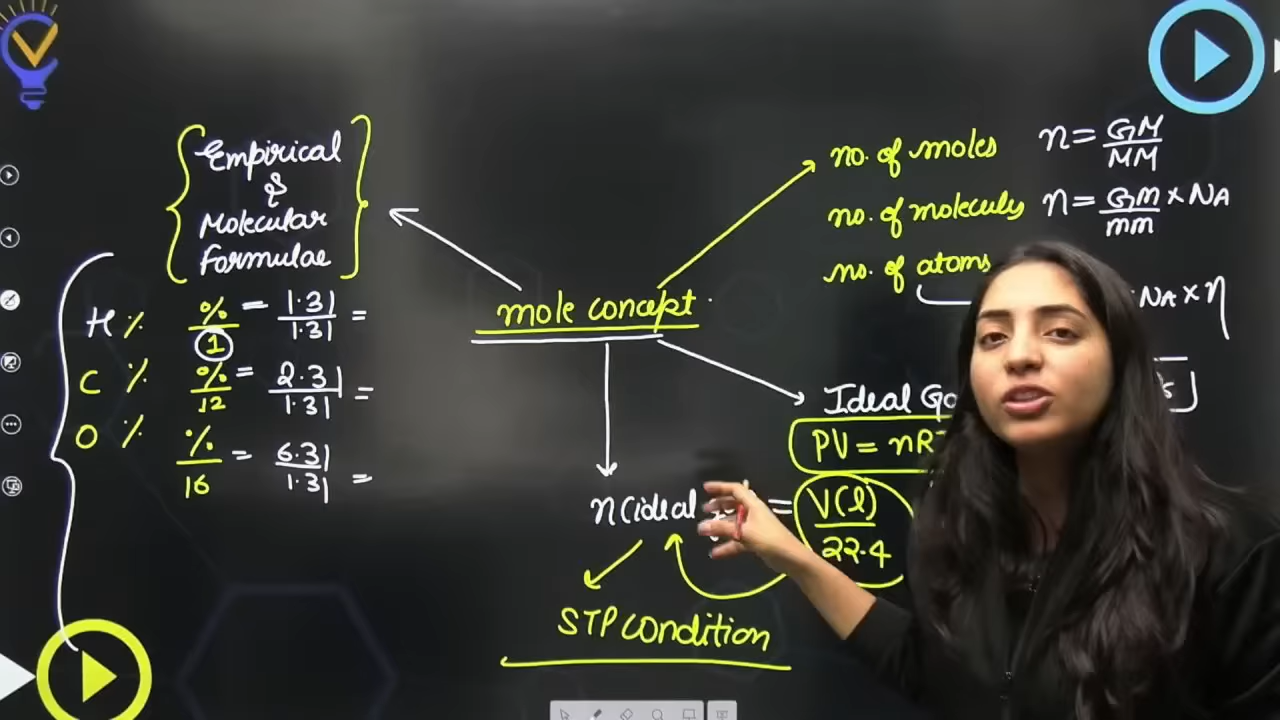 Empirical
&
Molecular
formulae
H %
%/1 = 1.31/1.31 =
C %
%/12 = 2.31/1.31 =
O %
%/16 = 6.31/1.31 =
mole concept
no. of moles n = GM/MM
no. of moleculs n = GM/mm × NA
no. of atoms NA × n
Ideal
PV = nR
n(ideal = V(l)/22.4
STP condition